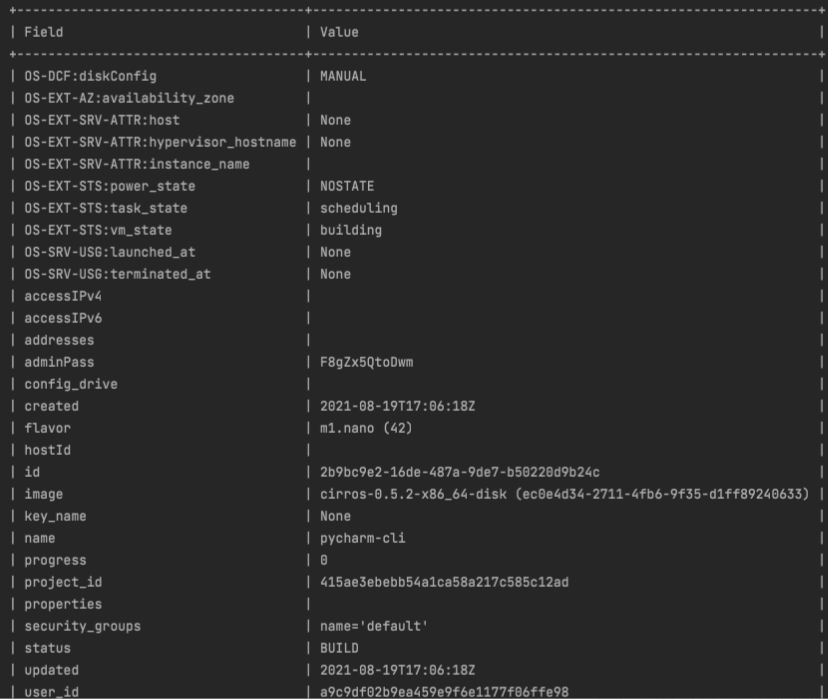 +--------------------------------------+------------------------------------------------------------------+
| Field                               | Value                                                            |
+--------------------------------------+------------------------------------------------------------------+
| OS-DCF:diskConfig                   | MANUAL                                                           |
| OS-EXT-AZ:availability_zone         |                                                                  |
| OS-EXT-SRV-ATTR:host                | None                                                             |
| OS-EXT-SRV-ATTR:hypervisor_hostname | None                                                             |
| OS-EXT-SRV-ATTR:instance_name       |                                                                  |
| OS-EXT-STS:power_state              | NOSTATE                                                          |
| OS-EXT-STS:task_state               | scheduling                                                       |
| OS-EXT-STS:vm_state                 | building                                                         |
| OS-SRV-USG:launched_at              | None                                                             |
| OS-SRV-USG:terminated_at            | None                                                             |
| accessIPv4                          |                                                                  |
| accessIPv6                          |                                                                  |
| addresses                           |                                                                  |
| adminPass                           | F8gZx5QtoDwm                                                     |
| config_drive                        |                                                                  |
| created                             | 2021-08-19T17:06:18Z                                             |
| flavor                              | m1.nano (42)                                                     |
| hostId                              |                                                                  |
| id                                  | 2b9bc9e2-16de-487a-9de7-b50220d9b24c                             |
| image                               | cirros-0.5.2-x86_64-disk (ec0e4d34-2711-4fb6-9f35-d1ff89240633)  |
| key_name                            | None                                                             |
| name                                | pycharm-cli                                                      |
| progress                            | 0                                                                |
| project_id                          | 415ae3ebebb54a1ca58a217c585c12ad                                 |
| properties                          |                                                                  |
| security_groups                     | name='default'                                                   |
| status                              | BUILD                                                            |
| updated                             | 2021-08-19T17:06:18Z                                             |
| user_id                             | a9c9df02b9ea459e9f6e1177f06ffe98                                 |